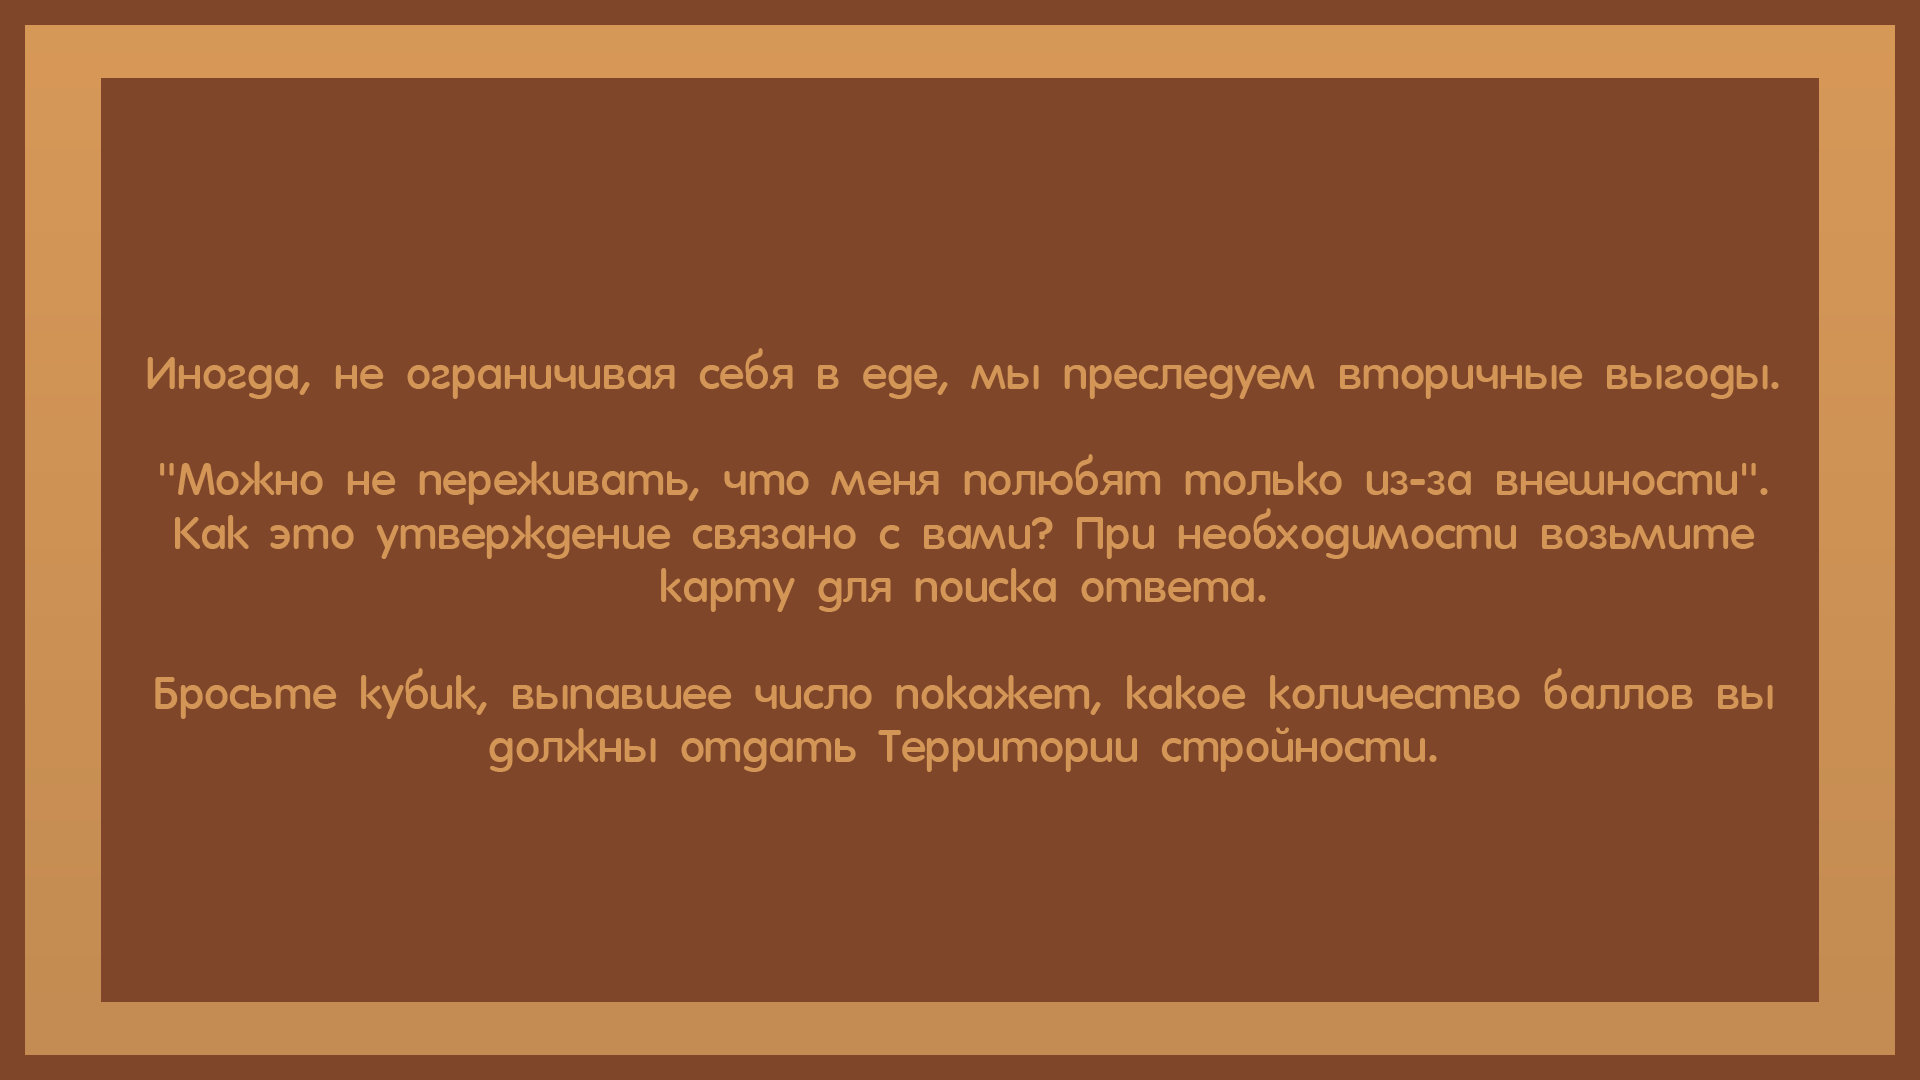 Иногда, не ограничивая себя в еде, мы преследуем вторичные выгоды.
"Можно не переживать, что меня полюбят только из-за внешности".
Как это утверждение связано с вами? При необходимости возьмите
карту для поиска ответа.
Бросьте кубик, выпавшее число покажет, какое количество баллов вы
должны отдать Территории стройности.